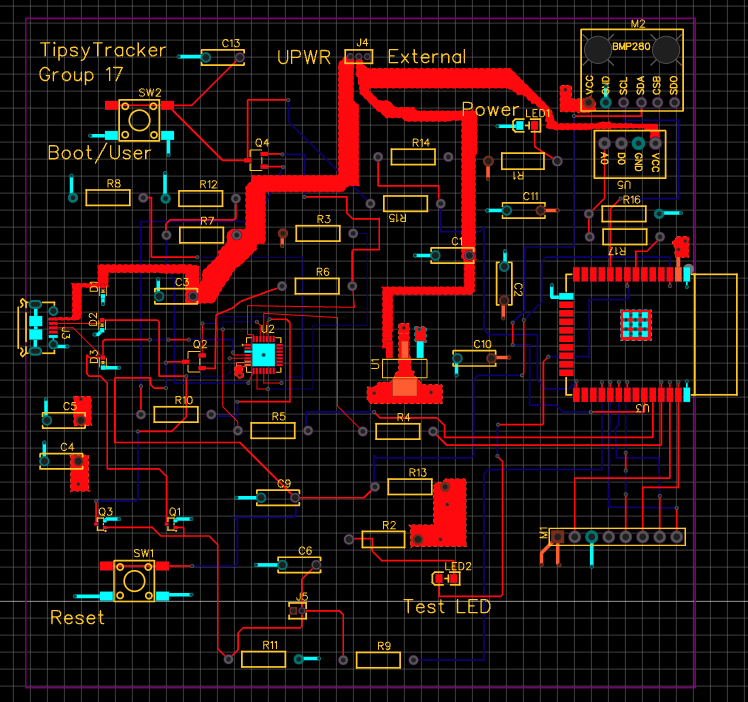 TipsyTracker
Group 17
C13
UPWR
J4
External
M2
BMP280
VCC
GND
SCL
SDA
CSB
SDO
SW2
Boot/User
Q4
Power
LED1
R14
R1
A0
D0
GND
VCC
U5
R8
R12
R15
C11
R16
R7
R3
R17
C1
D1
C3
R6
C2
J3
D2
Q2
U2
D3
U1
C10
C5
R10
R5
R4
U3
C4
C9
R13
Q3
Q1
R2
M1
SW1
C6
LED2
Reset
J5
Test LED
R11
R9